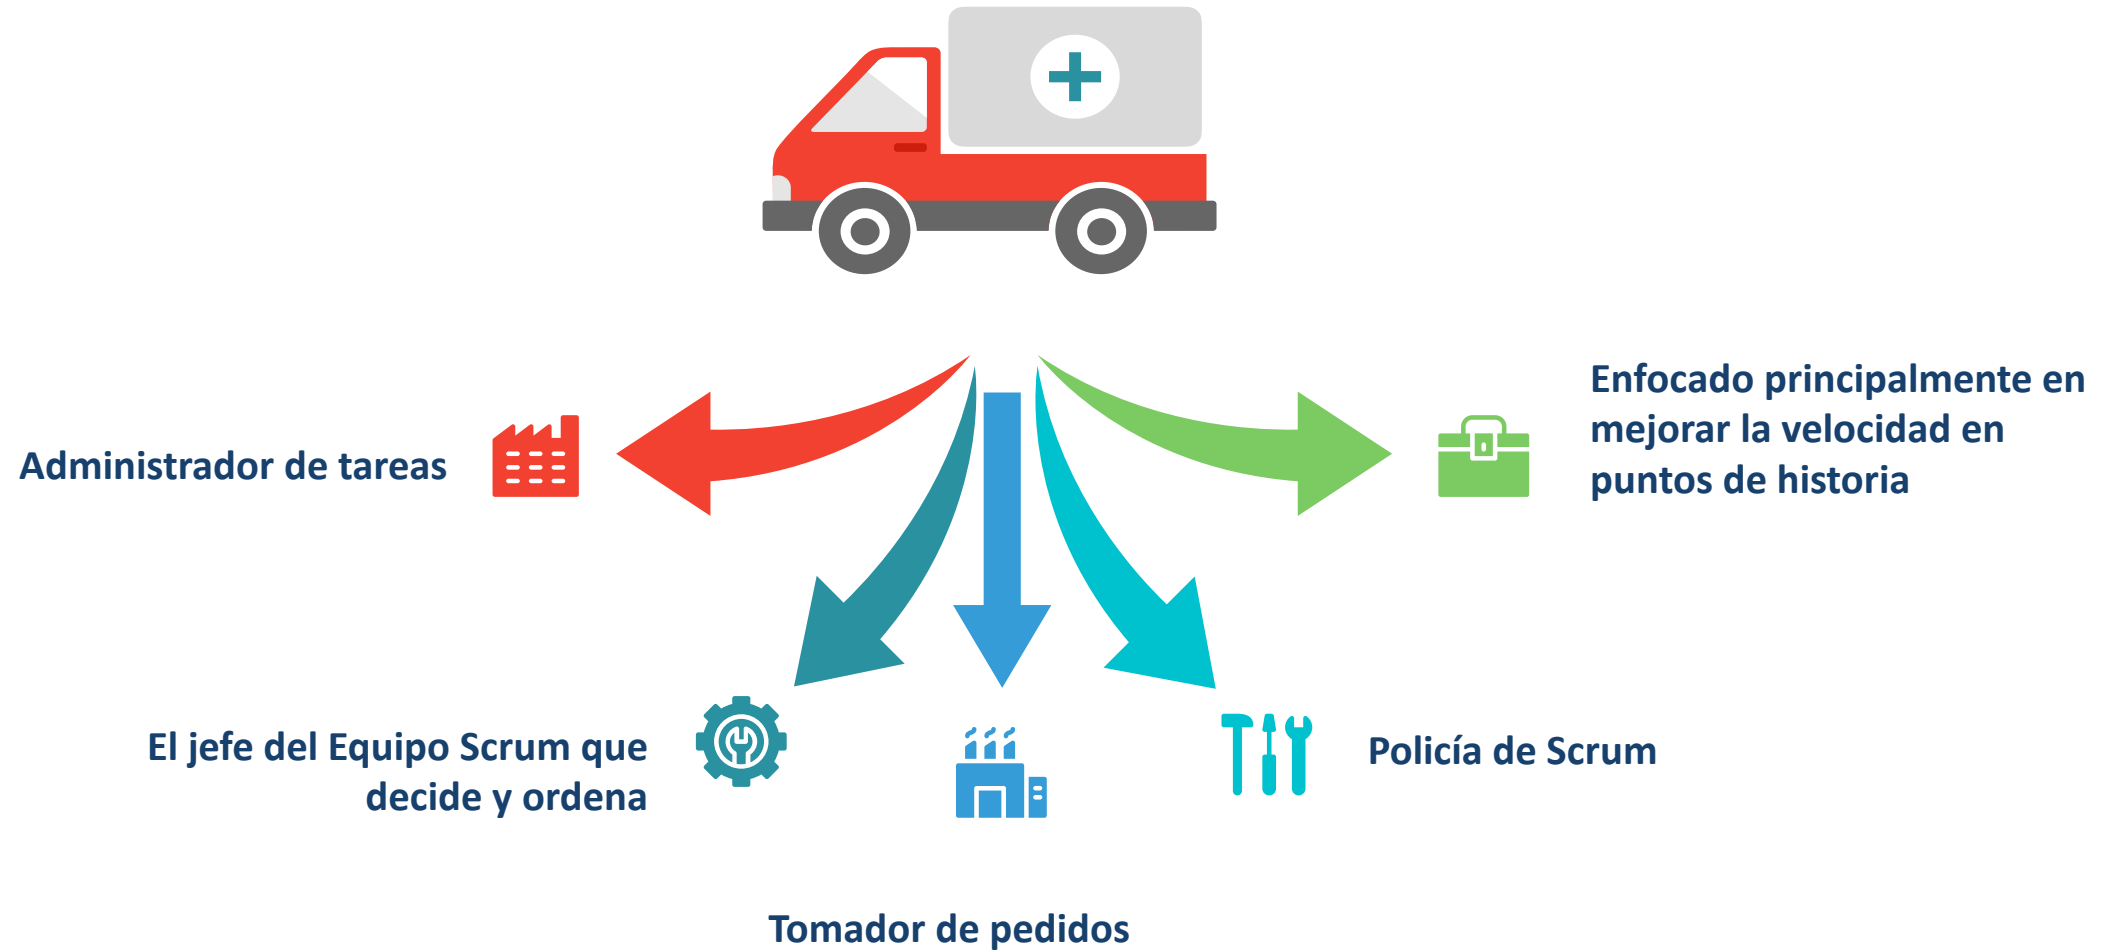 Administrador de tareas
Enfocado principalmente en
mejorar la velocidad en
puntos de historia
El jefe del Equipo Scrum que
decide y ordena
Policía de Scrum
Tomador de pedidos